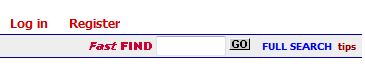 Log in Register
Fast FIND GO FULL SEARCH tips